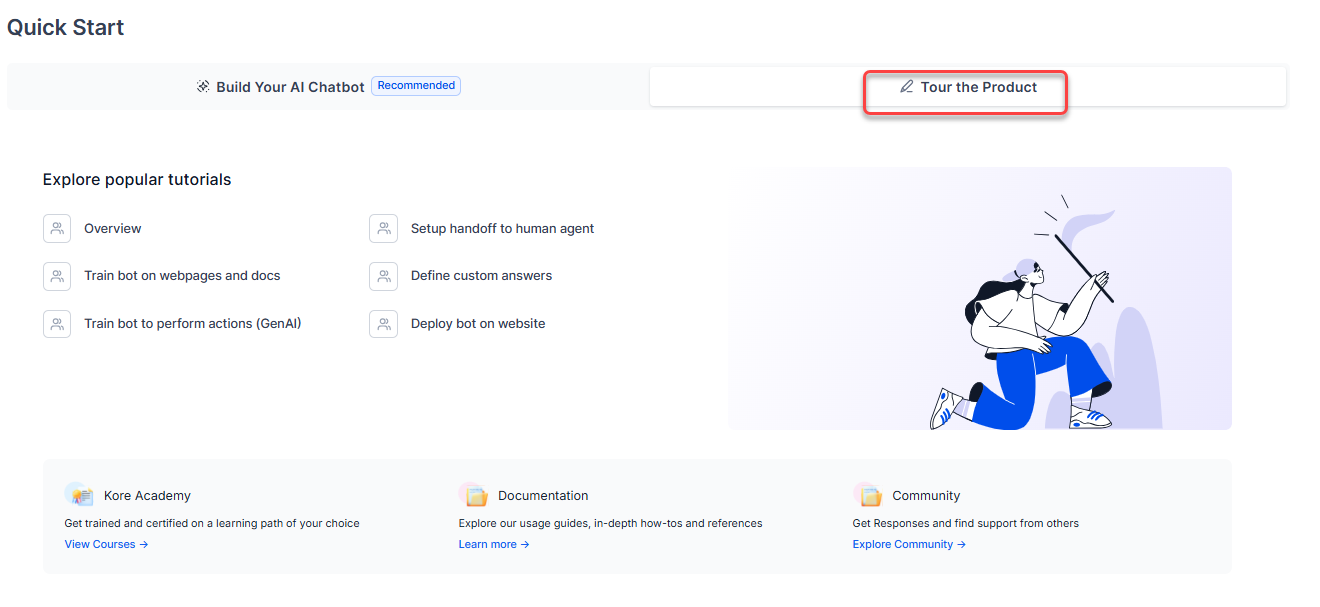 Quick Start
Build Your AI Chatbot Recommended
Tour the Product
Explore popular tutorials
Overview
Setup handoff to human agent
Train bot on webpages and docs
Define custom answers
Train bot to perform actions (GenAI)
Deploy bot on website
Kore Academy
Get trained and certified on a learning path of your choice
View Courses →
Documentation
Explore our usage guides, in-depth how-tos and references
Learn more →
Community
Get Responses and find support from others
Explore Community →